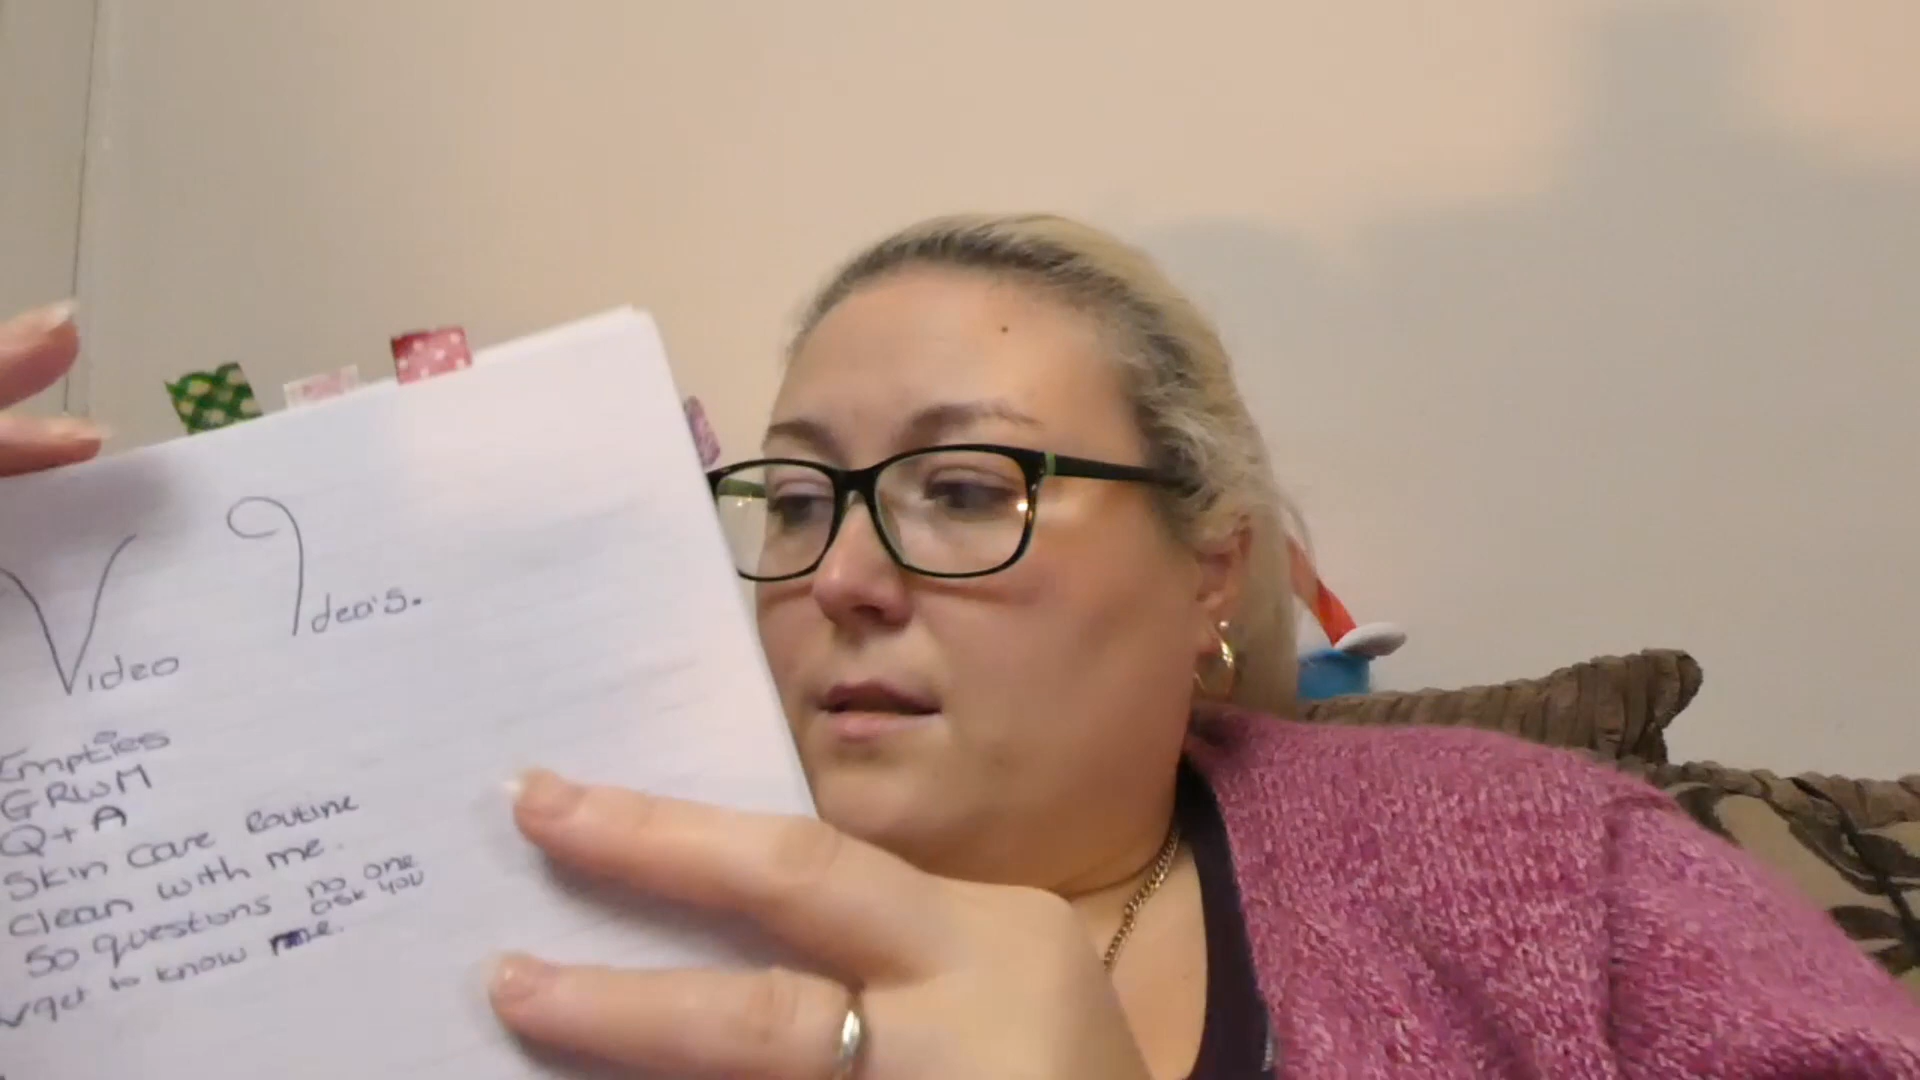 Video Ideas.
Empties
GRWM
Q+A
Skin care Routine
Clean with me.
50 questions no one
ask you
get to know me.